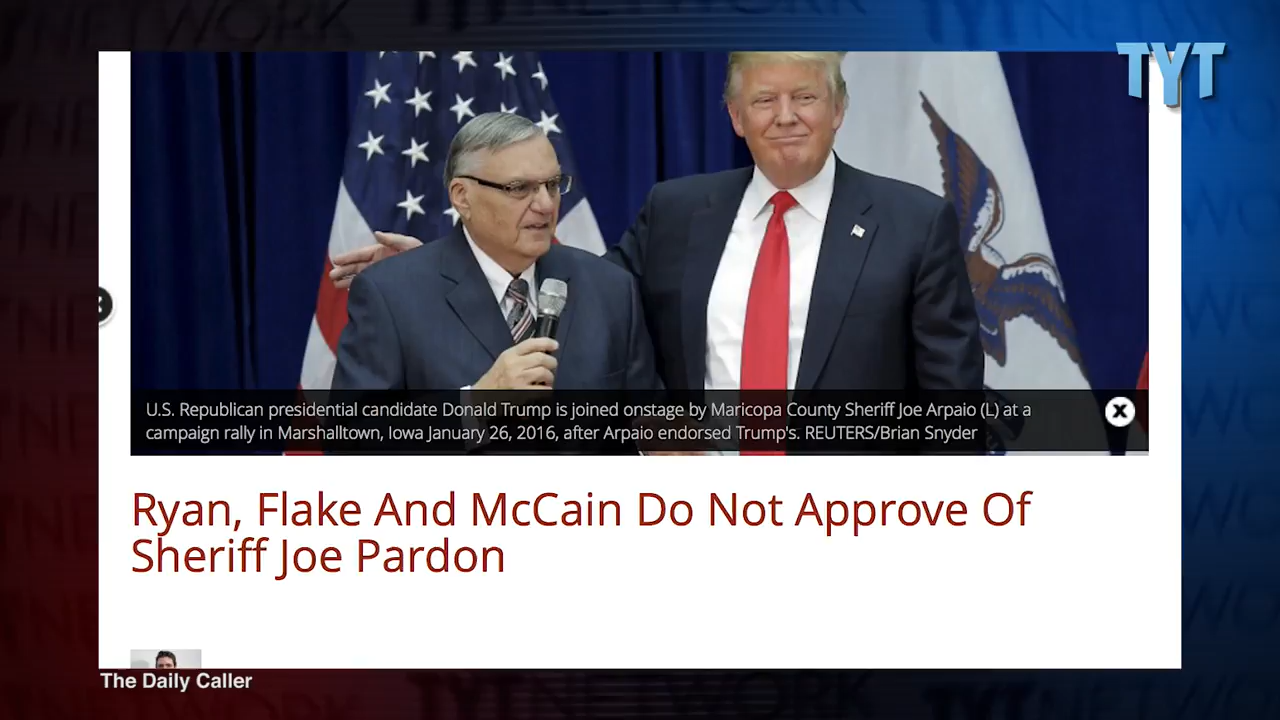 TYT
U.S. Republican presidential candidate Donald Trump is joined onstage by Maricopa County Sheriff Joe Arpaio (L) at a
campaign rally in Marshalltown, Iowa January 26, 2016, after Arpaio endorsed Trump's. REUTERS/Brian Snyder
Ryan, Flake And McCain Do Not Approve Of
Sheriff Joe Pardon
The Daily Caller